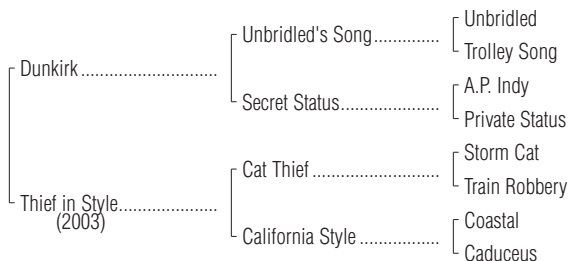 Unbridled
Unbridled's Song..............
Trolley Song
Dunkirk............................
A.P. Indy
Secret Status....................
Private Status
Storm Cat
Cat Thief..........................
Train Robbery
Thief in Style....................
(2003)
Coastal
California Style................
Caduceus